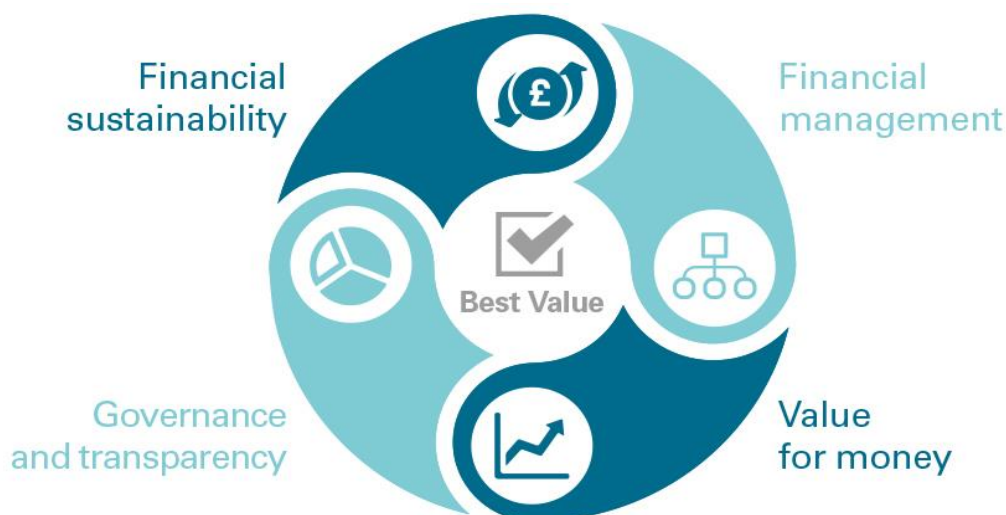 Financial
sustainability
Financial
management
£
Best Value
Governance
and transparency
Value
for money